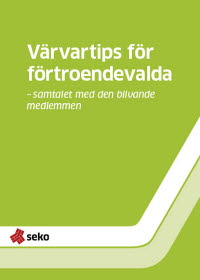 Värvartips för
förtroendevalda
– samtalet med den blivande
medlemmen
seko